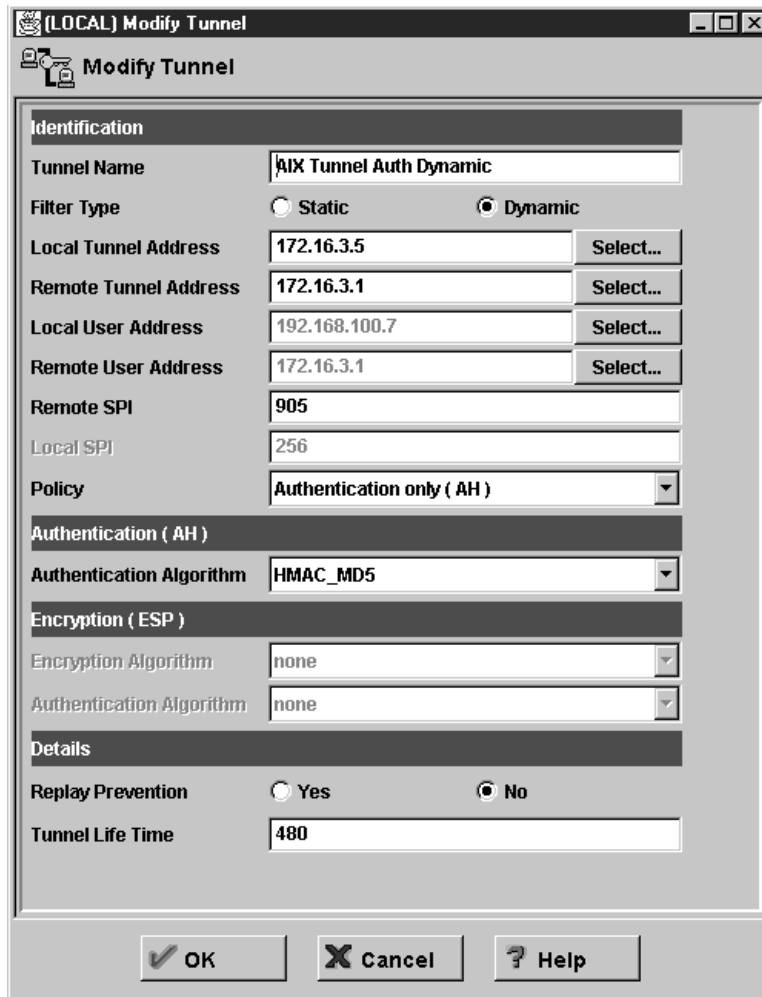 (LOCAL) Modify Tunnel
Modify Tunnel
Identification
Tunnel Name AIX Tunnel Auth Dynamic
Filter Type Static Dynamic
Local Tunnel Address 172.16.3.5 Select...
Remote Tunnel Address 172.16.3.1 Select...
Local User Address 192.168.100.7 Select...
Remote User Address 172.16.3.1 Select...
Remote SPI 905
Local SPI 256
Policy Authentication only ( AH )
Authentication ( AH )
Authentication Algorithm HMAC_MD5
Encryption ( ESP )
Encryption Algorithm none
Authentication Algorithm none
Details
Replay Prevention Yes No
Tunnel Life Time 480
OK Cancel ? Help